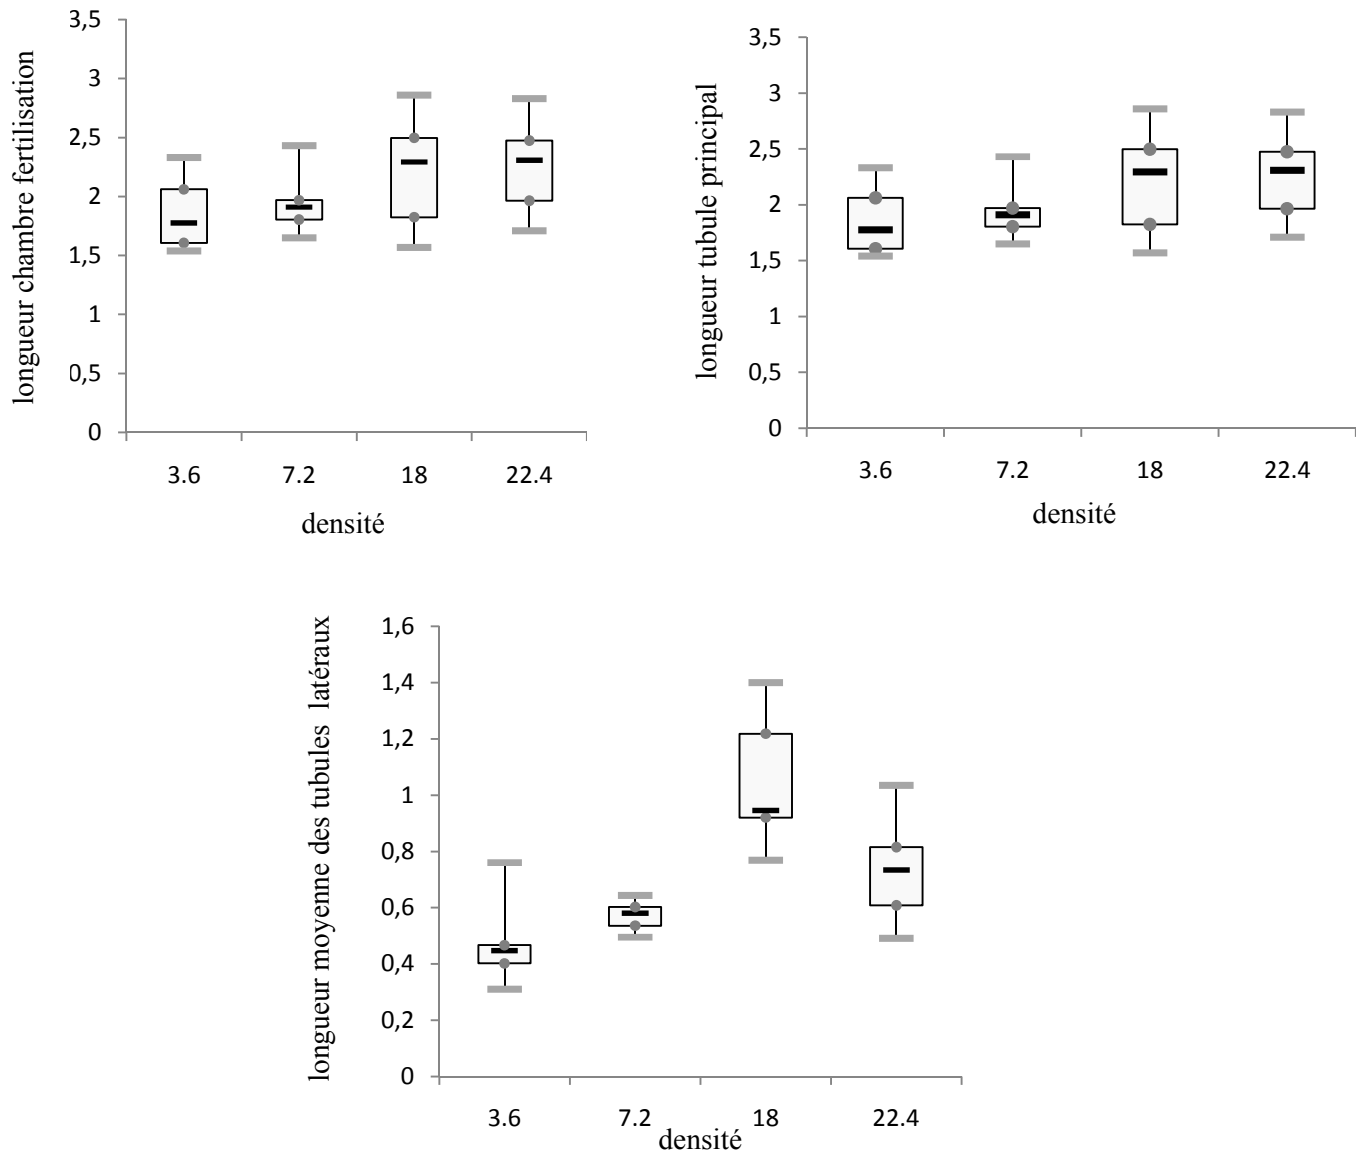 longueur chambre fertilisation
3,5
3
2,5
2
1,5
1
0,5
0
3.6 7.2 18 22.4
densité
longueur tubule principal
3,5
3
2,5
2
1,5
1
0,5
0
3.6 7.2 18 22.4
densité
longueur moyenne des tubules latéraux
1,6
1,4
1,2
1
0,8
0,6
0,4
0,2
0
3.6 7.2 18 22.4
densité